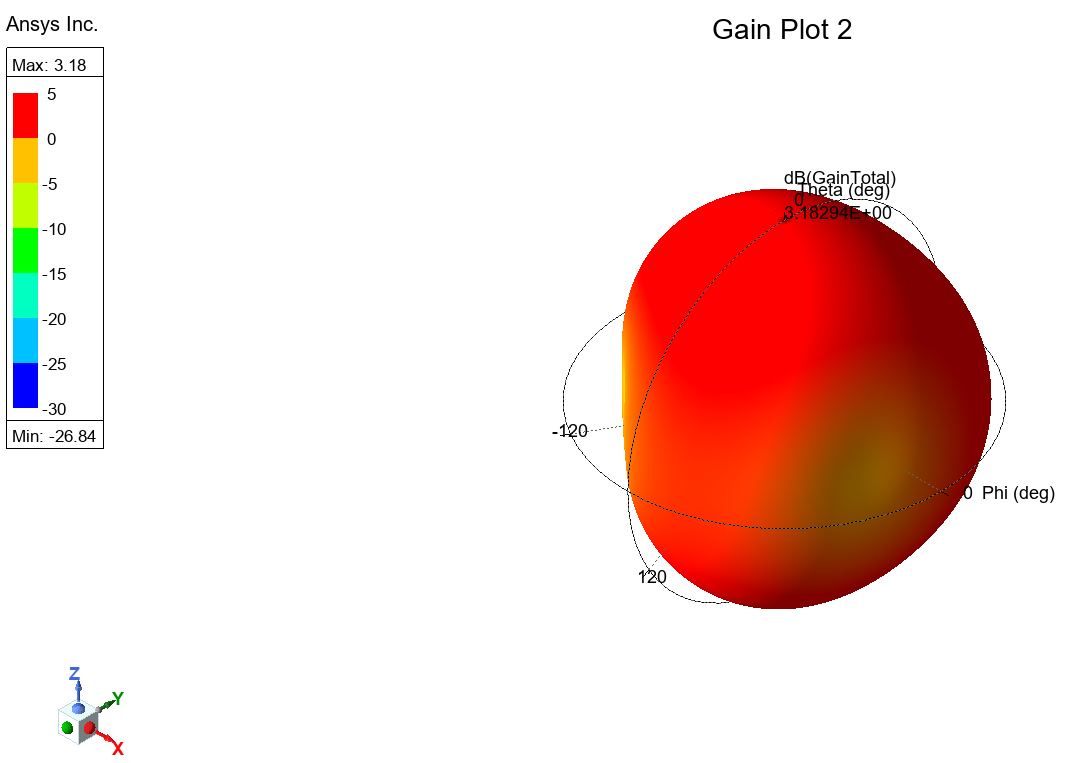 Ansys Inc.
Gain Plot 2
Max: 3.18
5
0
-5
-10
-15
-20
-25
-30
Min: -26.84
dB(GainTotal)
Theta (deg)
0
3.18294E+00
-120
0 Phi (deg)
120
Z
Y
X